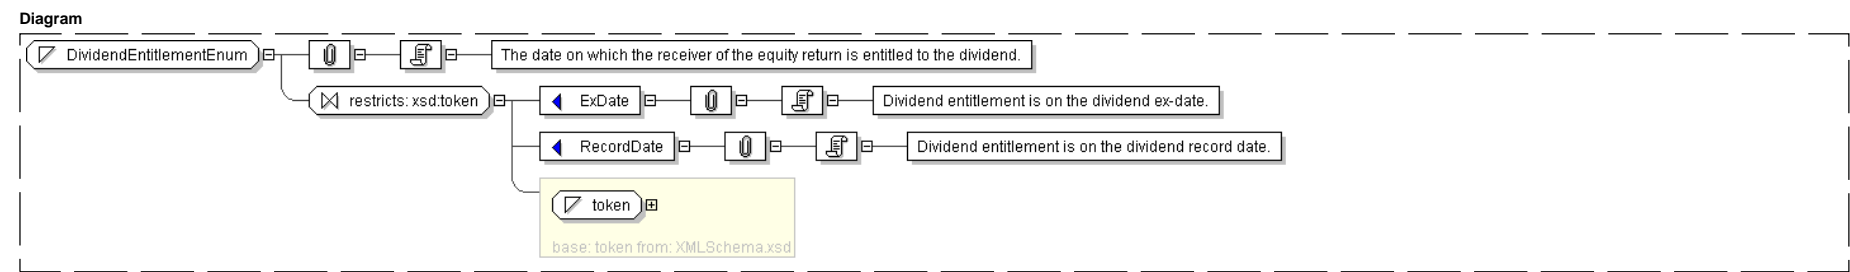 Diagram
DividendEntitlementEnum The date on which the receiver of the equity return is entitled to the dividend.
restricts: xsd:token ExDate Dividend entitlement is on the dividend ex-date.
RecordDate Dividend entitlement is on the dividend record date.
token
base: token from: XMLSchema.xsd